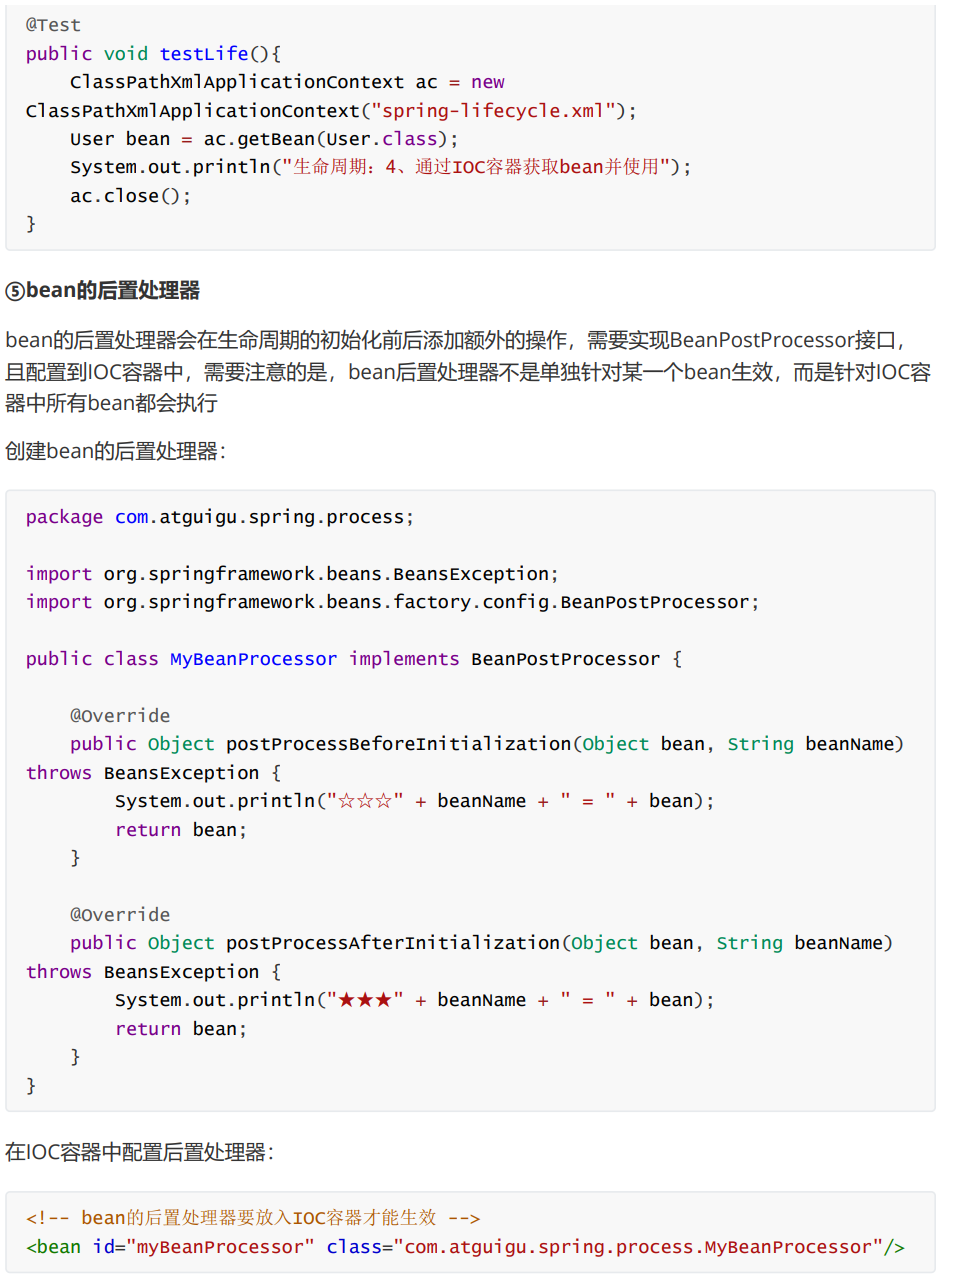 @Test
public void testLife(){
    ClassPathXmlApplicationContext ac = new
ClassPathXmlApplicationContext("spring-lifecycle.xml");
    User bean = ac.getBean(User.class);
    System.out.println("生命周期：4、通过IOC容器获取bean并使用");
    ac.close();
}
⑤bean的后置处理器
bean的后置处理器会在生命周期的初始化前后添加额外的操作，需要实现BeanPostProcessor接口，
且配置到IOC容器中，需要注意的是，bean后置处理器不是单独针对某一个bean生效，而是针对IOC容
器中所有bean都会执行
创建bean的后置处理器：
package com.atguigu.spring.process;
import org.springframework.beans.BeansException;
import org.springframework.beans.factory.config.BeanPostProcessor;
public class MyBeanProcessor implements BeanPostProcessor {
    @Override
    public Object postProcessBeforeInitialization(Object bean, String beanName)
throws BeansException {
        System.out.println("☆☆☆" + beanName + " = " + bean);
        return bean;
    }
    @Override
    public Object postProcessAfterInitialization(Object bean, String beanName)
throws BeansException {
        System.out.println("★★★" + beanName + " = " + bean);
        return bean;
    }
}
在IOC容器中配置后置处理器：
<!-- bean的后置处理器要放入IOC容器才能生效 -->
<bean id="myBeanProcessor" class="com.atguigu.spring.process.MyBeanProcessor"/>